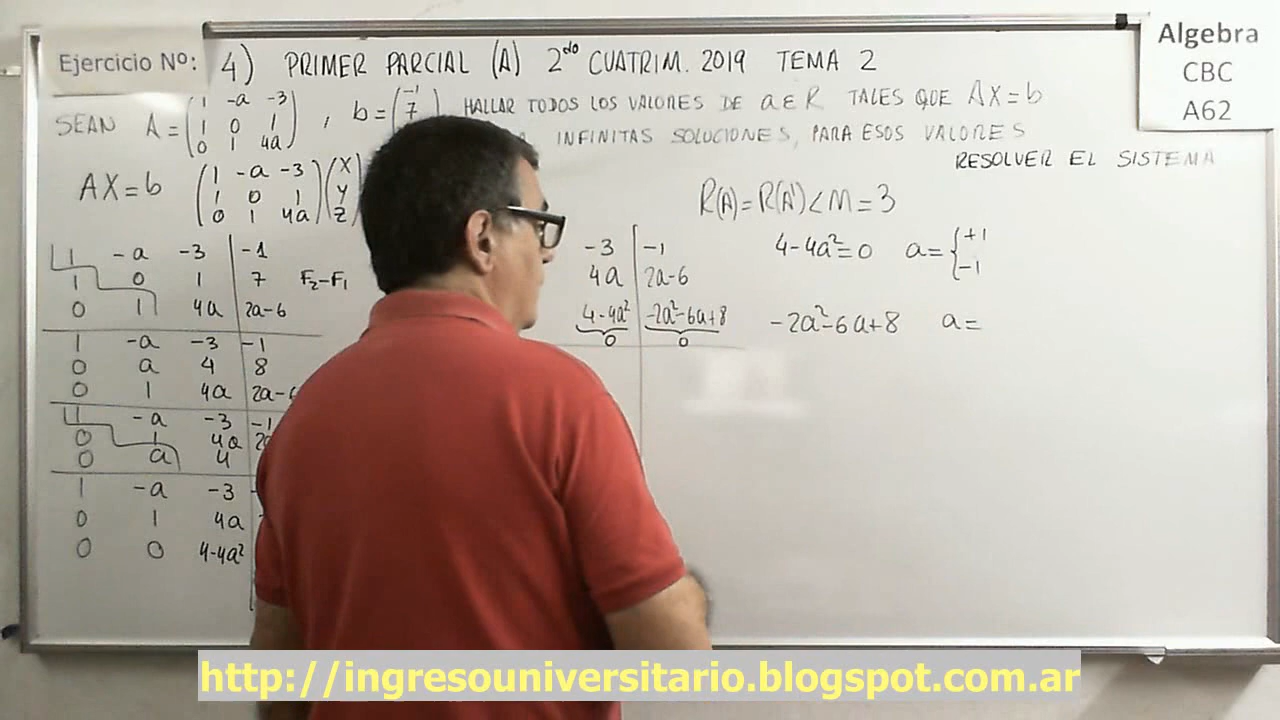 Ejercicio Nº: 4) PRIMER PARCIAL (A) 2do CUATRIM. 2019 TEMA 2
Algebra
CBC
A62
SEAN A = (1 -a -3
1 0 1
0 1 4a) , b = (-1
7
HALLAR TODOS LOS VALORES DE a ∈ R TALES QUE AX = b
INFINITAS SOLUCIONES, PARA ESOS VALORES
RESOLVER EL SISTEMA
AX = b (1 -a -3
1 0 1
0 1 4a) (X
Y
Z
1 -a -3 | -1
1 0 1 | 7 F2-F1
0 1 4a | 2a-6
1 -a -3 | -1
0 a 4 | 8
0 1 4a | 2a-6
1 -a -3 | -1
0 1 4a
0 a 4
1 -a -3
0 1 4a
0 0 4-4a²
-3 | -1
4a | 2a-6
4-4a² | -2a²-6a+8
0 0
R(A) = R(A') < M = 3
4-4a²=0 a = { +1
-1
-2a²-6a+8 a =
http://ingresouniversitario.blogspot.com.ar